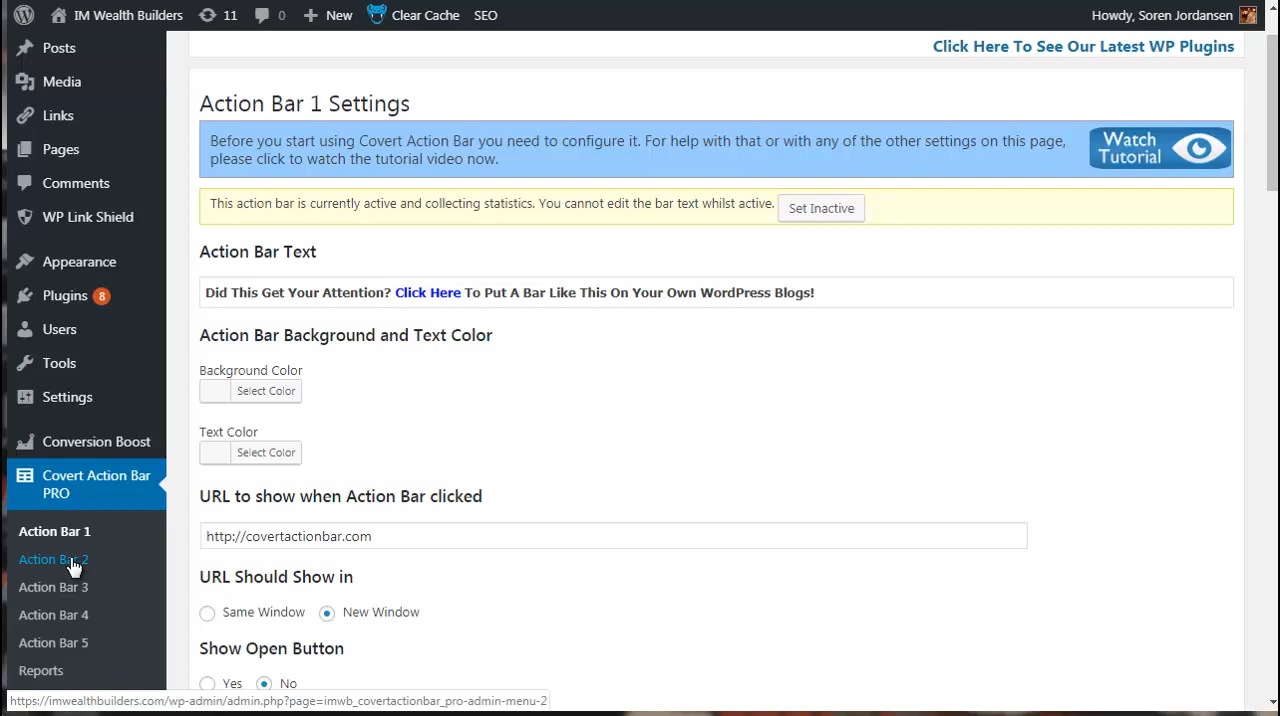 IM Wealth Builders 11 0 New Clear Cache SEO Howdy, Soren Jordansen
Click Here To See Our Latest WP Plugins
Posts
Media
Links
Pages
Comments
WP Link Shield
Appearance
Plugins 8
Users
Tools
Settings
Conversion Boost
Covert Action Bar
PRO
Action Bar 1
Action Bar 2
Action Bar 3
Action Bar 4
Action Bar 5
Reports
Action Bar 1 Settings
Before you start using Covert Action Bar you need to configure it. For help with that or with any of the other settings on this page,
please click to watch the tutorial video now.
Watch
Tutorial
This action bar is currently active and collecting statistics. You cannot edit the bar text whilst active. Set Inactive
Action Bar Text
Did This Get Your Attention? Click Here To Put A Bar Like This On Your Own WordPress Blogs!
Action Bar Background and Text Color
Background Color
Select Color
Text Color
Select Color
URL to show when Action Bar clicked
http://covertactionbar.com
URL Should Show in
Same Window New Window
Show Open Button
Yes No
https://imwealthbuilders.com/wp-admin/admin.php?page=imwb_covertactionbar_pro-admin-menu-2